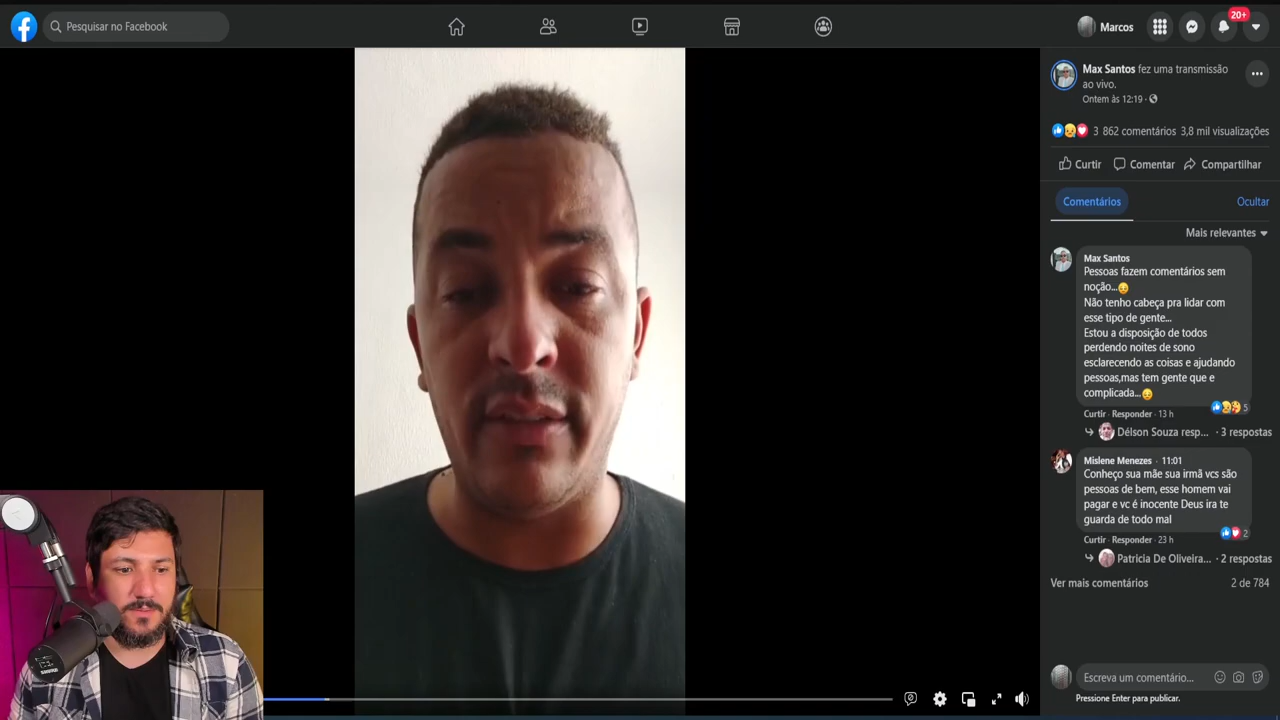 Pesquisar no Facebook
Marcos
20+
Max Santos fez uma transmissão
ao vivo.
Ontem às 12:19 ·
3 862 comentários 3,8 mil visualizações
Curtir Comentar Compartilhar
Comentários Ocultar
Mais relevantes
Max Santos
Pessoas fazem comentários sem
noção...😔
Não tenho cabeça pra lidar com
esse tipo de gente...
Estou a disposição de todos
perdendo noites de sono
esclarecendo as coisas e ajudando
pessoas,mas tem gente que e
complicada...😔
Curtir · Responder · 13 h 5
Délson Souza resp... · 3 respostas
Mislene Menezes · 11:01
Conheço sua mãe sua irmã vcs são
pessoas de bem, esse homem vai
pagar e vc é inocente Deus ira te
guarda de todo mal
2
Curtir · Responder · 23 h
Patricia De Oliveira... · 2 respostas
Ver mais comentários 2 de 784
Escreva um comentário...
Pressione Enter para publicar.